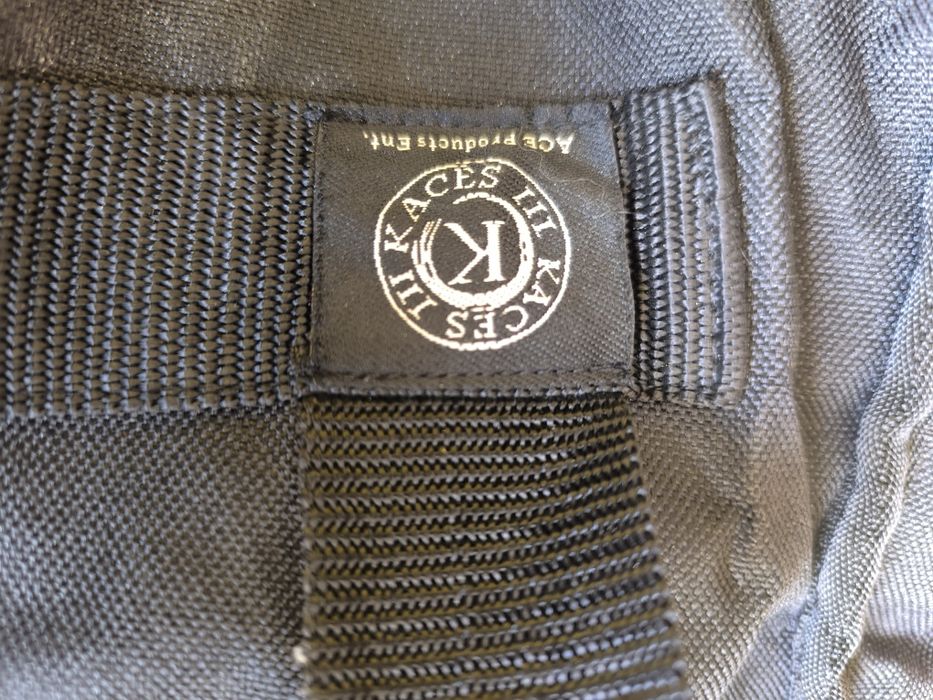 KACES III KACES III
K
ACE Products Ent.